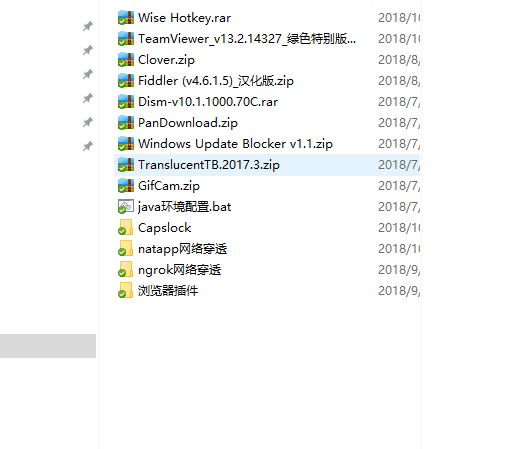 Wise Hotkey.rar 2018/10
TeamViewer_v13.2.14327_绿色特别版... 2018/10
Clover.zip 2018/8/
Fiddler (v4.6.1.5)_汉化版.zip 2018/8/
Dism-v10.1.1000.70C.rar 2018/7,
PanDownload.zip 2018/7,
Windows Update Blocker v1.1.zip 2018/7,
TranslucentTB.2017.3.zip 2018/7,
GifCam.zip 2018/7,
java环境配置.bat 2018/7,
Capslock 2018/10
natapp网络穿透 2018/10
ngrok网络穿透 2018/9/
浏览器插件 2018/9/